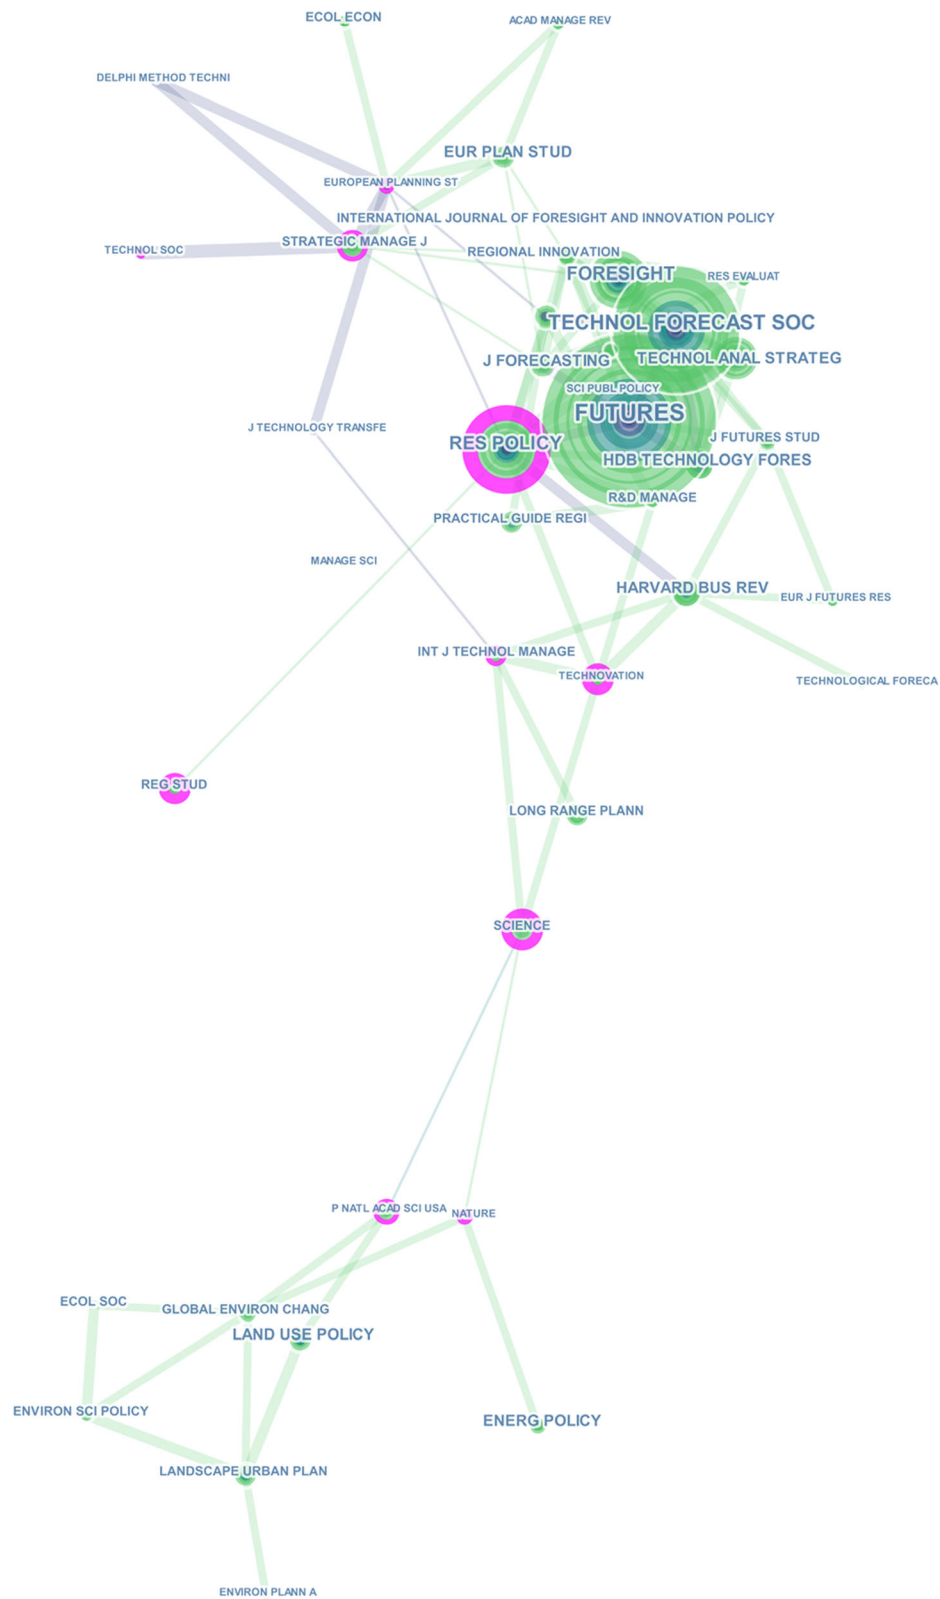 ECOL ECON
ACAD MANAGE REV
DELPHI METHOD TECHNI
EUR PLAN STUD
EUROPEAN PLANNING ST
INTERNATIONAL JOURNAL OF FORESIGHT AND INNOVATION POLICY
STRATEGIC MANAGE J
TECHNOL SOC
REGIONAL INNOVATION
FORESIGHT
RES EVALUAT
TECHNOL FORECAST SOC
J FORECASTING
TECHNOL ANAL STRATEG
SCI PUBL POLICY
FUTURES
J TECHNOLOGY TRANSFE
RES POLICY
J FUTURES STUD
HDB TECHNOLOGY FORES
R&D MANAGE
PRACTICAL GUIDE REGI
MANAGE SCI
HARVARD BUS REV
EUR J FUTURES RES
INT J TECHNOL MANAGE
TECHNOVATION
TECHNOLOGICAL FORECA
REG STUD
LONG RANGE PLANN
SCIENCE
P NATL ACAD SCI USA
NATURE
ECOL SOC
GLOBAL ENVIRON CHANG
LAND USE POLICY
ENVIRON SCI POLICY
ENERG POLICY
LANDSCAPE URBAN PLAN
ENVIRON PLANN A